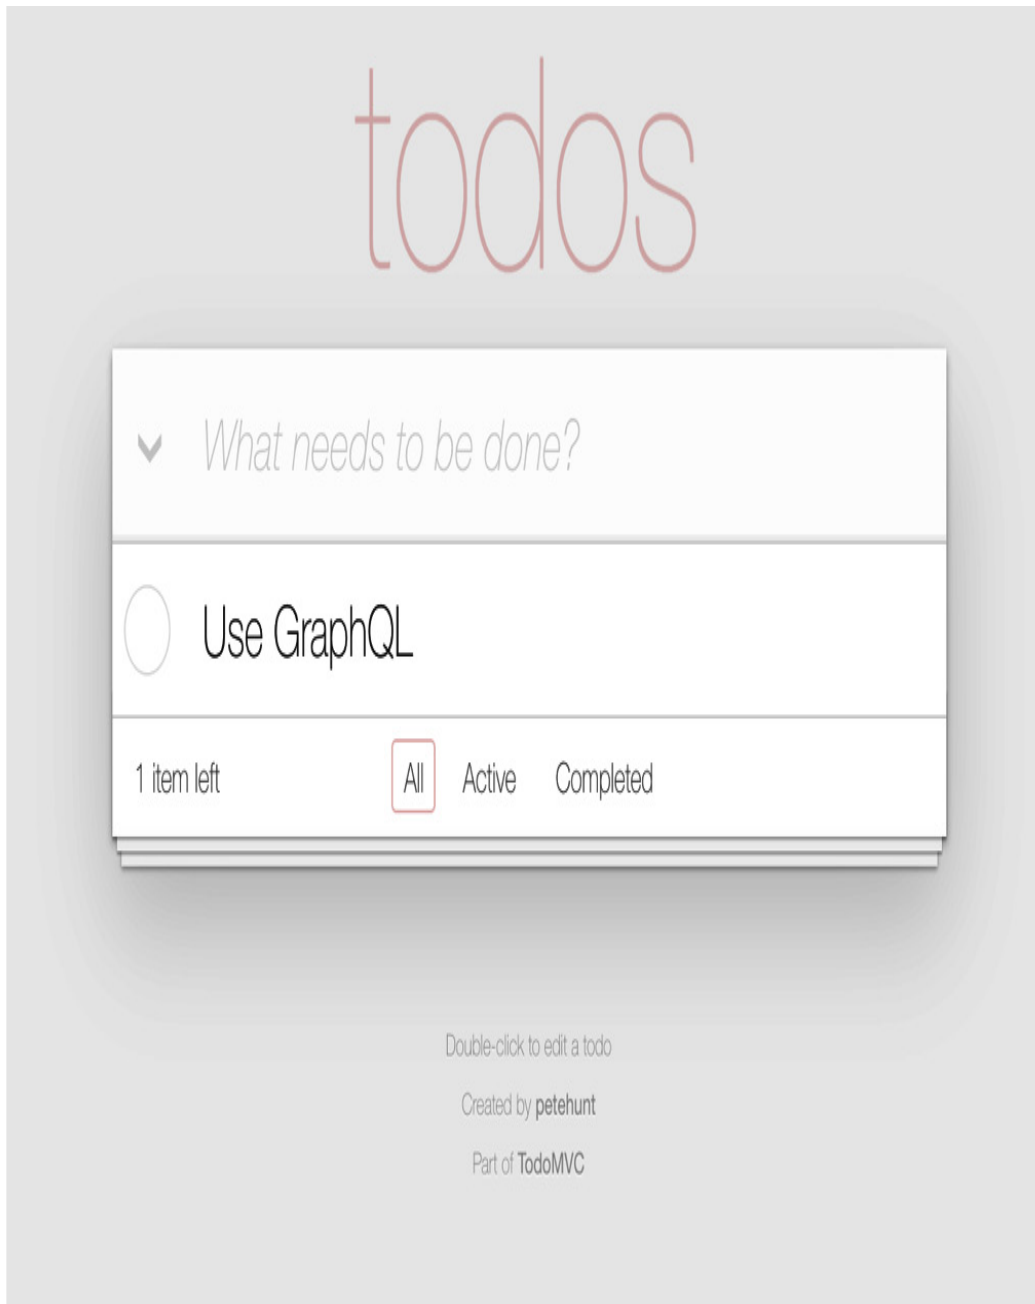 todos
What needs to be done?
Use GraphQL
1 item left All Active Completed
Double-click to edit a todo
Created by petehunt
Part of TodoMVC